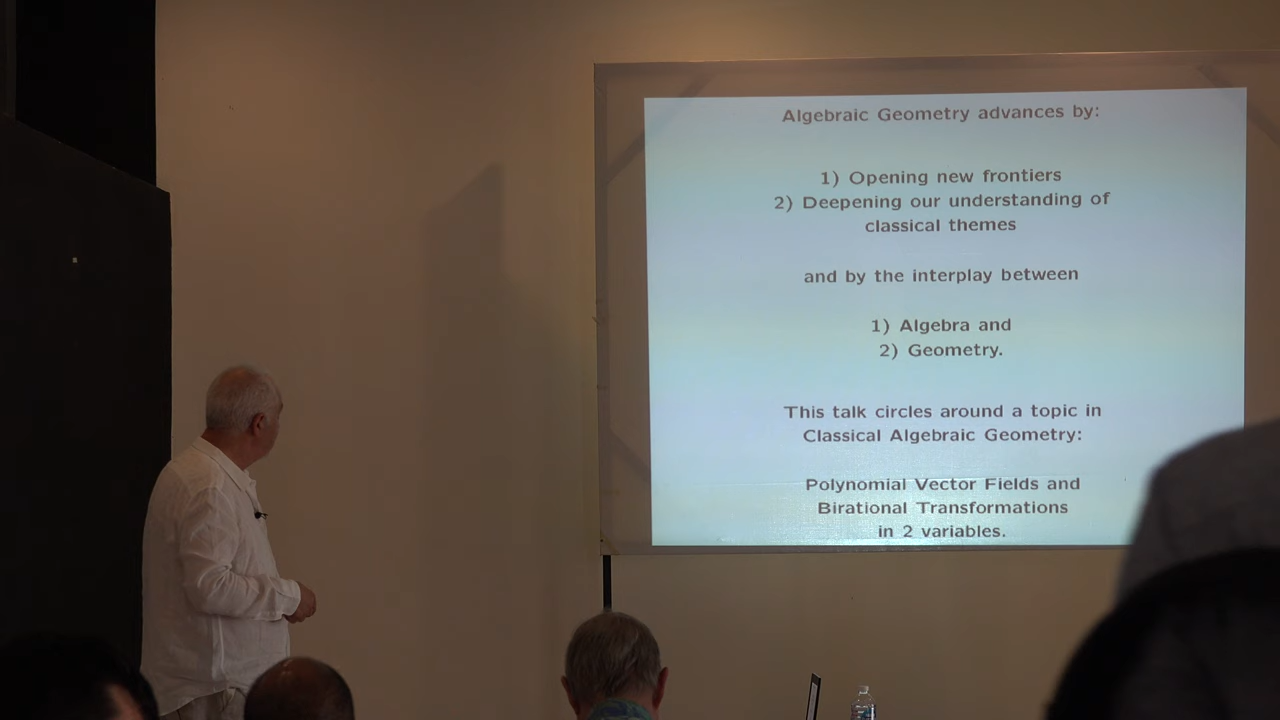 Algebraic Geometry advances by:
1) Opening new frontiers
2) Deepening our understanding of
classical themes
and by the interplay between
1) Algebra and
2) Geometry.
This talk circles around a topic in
Classical Algebraic Geometry:
Polynomial Vector Fields and
Birational Transformations
in 2 variables.